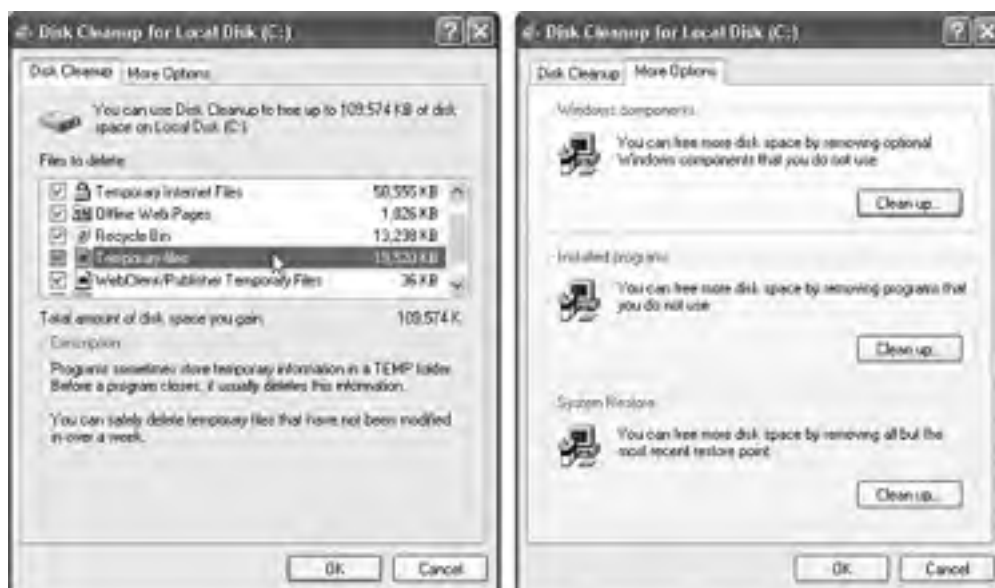 Disk Cleanup for Local Disk (C:)
Disk Cleanup
More Options
You can use Disk Cleanup to free up to 109,574 KB of disk
space on Local Disk (C:)
Files to delete:
Temporary Internet Files 50,555 KB
Offline Web Pages 1,826 KB
Recycle Bin 13,238 KB
Temporary files 19,520 KB
WebClient/Publisher Temporary Files 36 KB
Total amount of disk space you gain: 109,574 K
Description
Programs sometimes store temporary information in a TEMP folder.
Before a program closes, it usually deletes this information.
You can safely delete temporary files that have not been modified
in over a week.
OK
Cancel
Disk Cleanup for Local Disk (C:)
Disk Cleanup
More Options
Windows components
You can free more disk space by removing optional
Windows components that you do not use.
Clean up...
Installed programs
You can free more disk space by removing programs that
you do not use.
Clean up...
System Restore
You can free more disk space by removing all but the
most recent restore point.
Clean up...
OK
Cancel